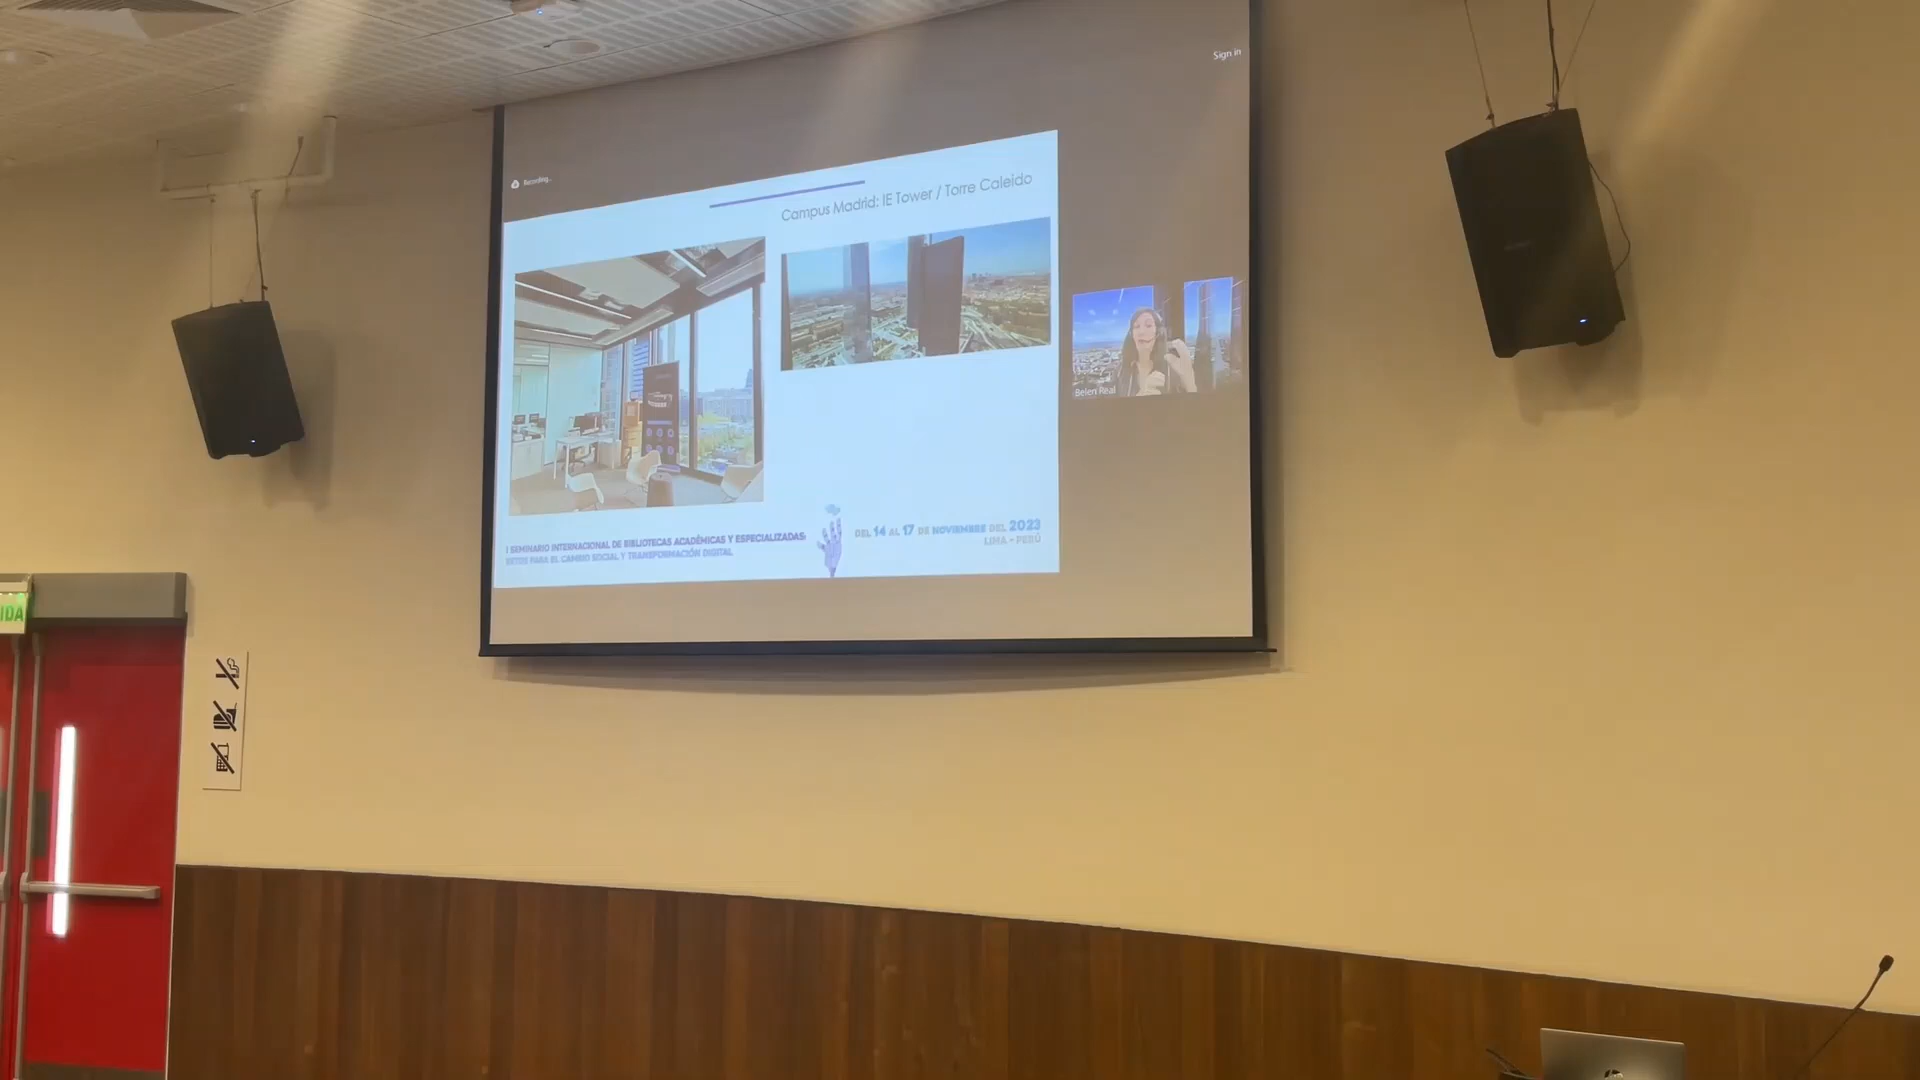 Sign in
Recording...
Campus Madrid: IE Tower / Torre Caleido
Belen Real
I SEMINARIO INTERNACIONAL DE BIBLIOTECAS ACADÉMICAS Y ESPECIALIZADAS:
RETOS PARA EL CAMBIO SOCIAL Y TRANSFORMACIÓN DIGITAL
DEL 14 AL 17 DE NOVIEMBRE DEL 2023
LIMA - PERÚ
IDA